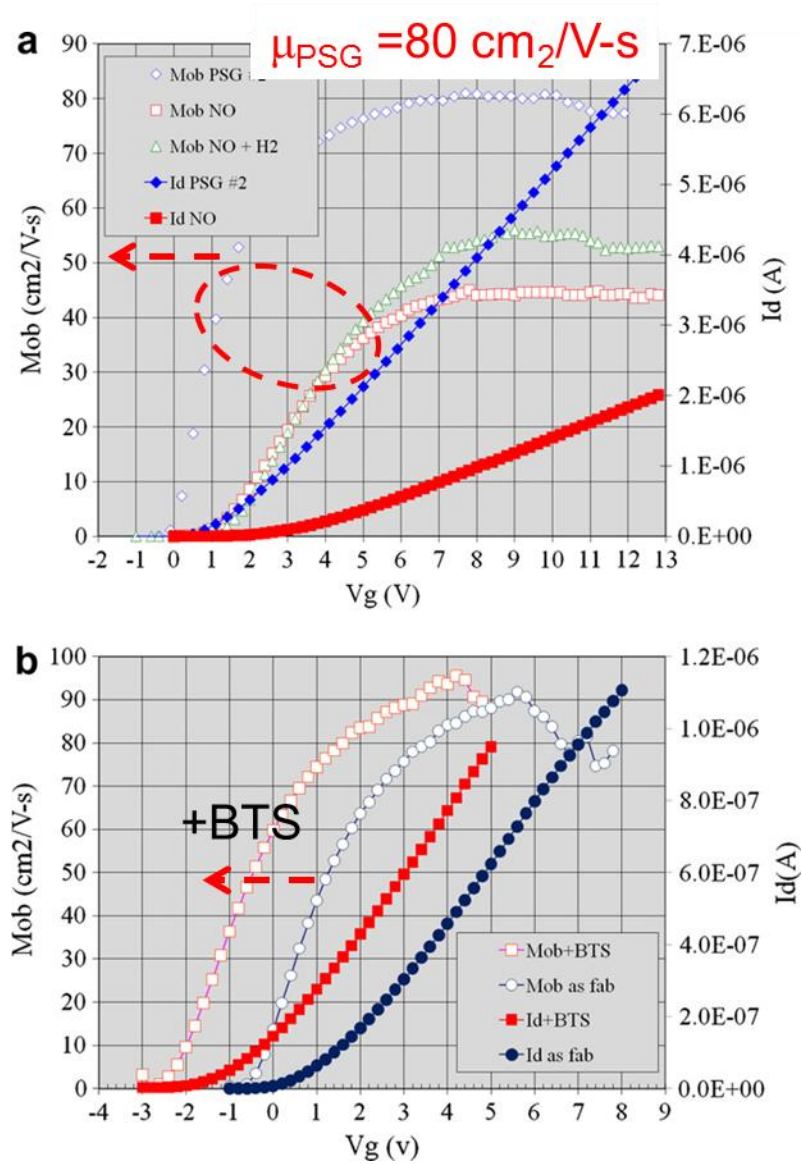 a
μPSG =80 cm2/V-s
90
80
70
60
50
40
30
20
10
0
Mob (cm2/V-s)
Mob PSG #2
Mob NO
Mob NO + H2
Id PSG #2
Id NO
7.E-06
6.E-06
5.E-06
4.E-06
3.E-06
2.E-06
1.E-06
0.E+00
Id (A)
-2 -1 0 1 2 3 4 5 6 7 8 9 10 11 12 13
Vg (V)
b
100
90
80
70
60
50
40
30
20
10
0
Mob (cm2/V-s)
+BTS
Mob+BTS
Mob as fab
Id+BTS
Id as fab
1.2E-06
1.0E-06
8.0E-07
6.0E-07
4.0E-07
2.0E-07
0.0E+00
Id(A)
-4 -3 -2 -1 0 1 2 3 4 5 6 7 8 9
Vg (v)